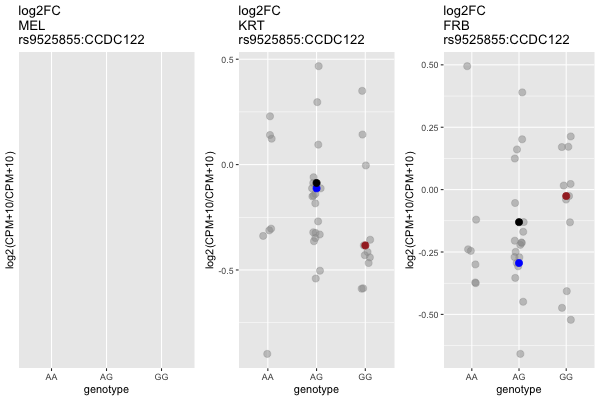 log2FC
MEL
rs9525855:CCDC122
log2(CPM+10/CPM+10)
AA AG GG
genotype
log2FC
KRT
rs9525855:CCDC122
log2(CPM+10/CPM+10)
0.5
0.0
-0.5
AA AG GG
genotype
log2FC
FRB
rs9525855:CCDC122
log2(CPM+10/CPM+10)
0.50
0.25
0.00
-0.25
-0.50
AA AG GG
genotype